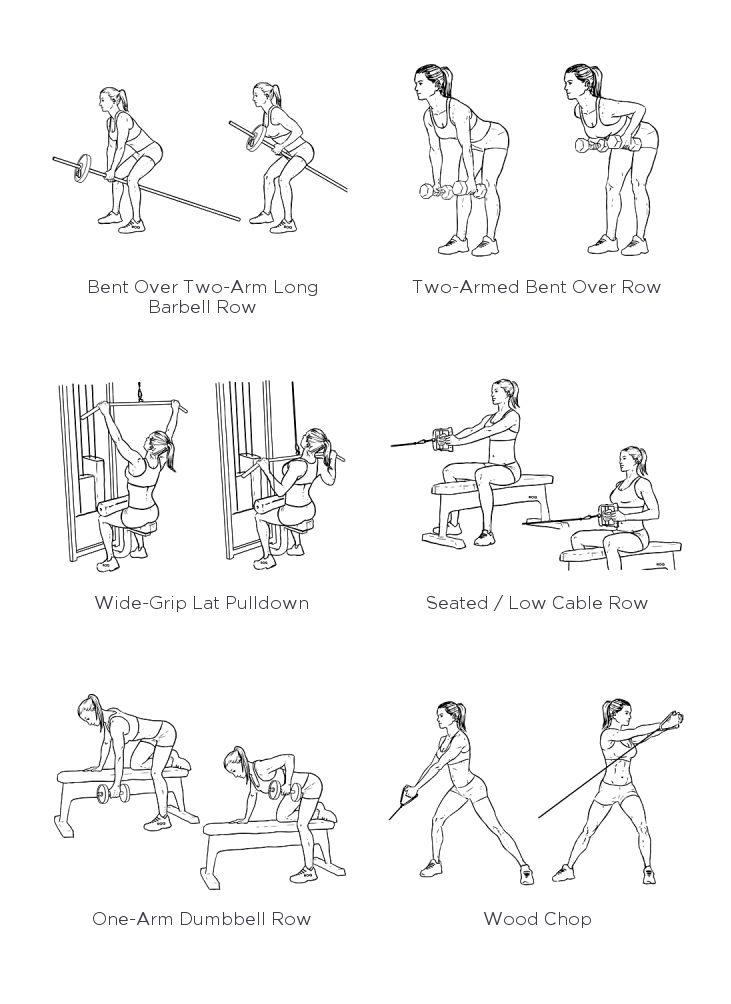 Bent Over Two-Arm Long
Barbell Row
Two-Armed Bent Over Row
Wide-Grip Lat Pulldown
Seated / Low Cable Row
One-Arm Dumbbell Row
Wood Chop